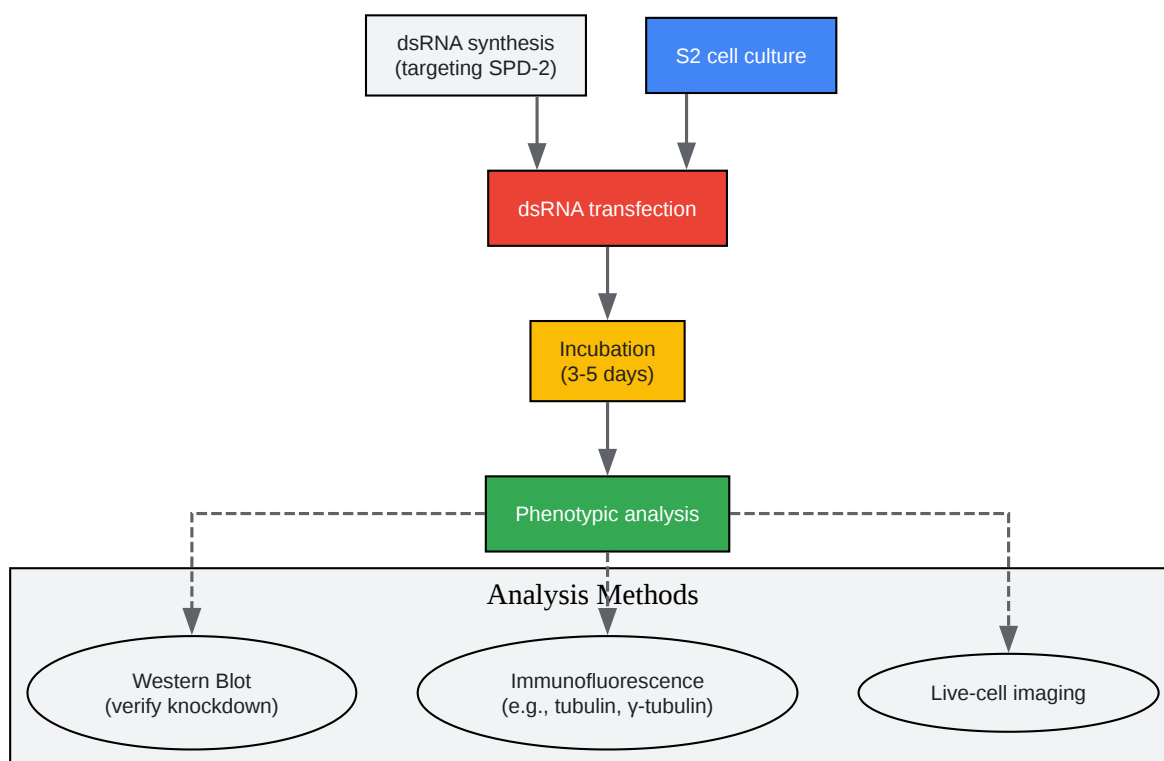 dsRNA synthesis
(targeting SPD-2)
S2 cell culture
dsRNA transfection
Incubation
(3-5 days)
Phenotypic analysis
Analysis Methods
Western Blot
(verify knockdown)
Immunofluorescence
(e.g., tubulin, γ-tubulin)
Live-cell imaging